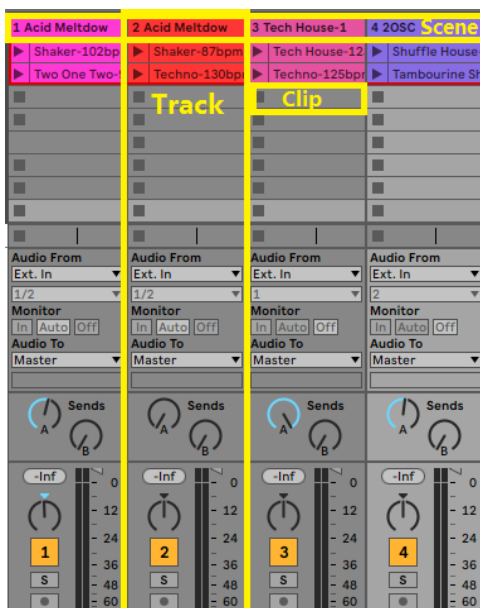 1 Acid Meltdow 2 Acid Meltdow 3 Tech House-1 4 2OSC Scene
Shaker-102bp Shaker-87bpm Tech House-12 Shuffle House-
Two One Two-S Techno-130bp Techno-125bpr Tambourine Sh
Track Clip
Audio From Audio From Audio From Audio From
Ext. In Ext. In Ext. In Ext. In
1/2 1/2 1 2
Monitor Monitor Monitor Monitor
In Auto Off In Auto Off In Auto Off In Auto Off
Audio To Audio To Audio To Audio To
Master Master Master Master
Sends Sends Sends Sends
A A A A
B B B B
-Inf -Inf -Inf -Inf
0 0 0 0
12 12 12 12
24 24 24 24
1 2 3 4
36 36 36 36
S S S S
48 48 48 48
60 60 60 60